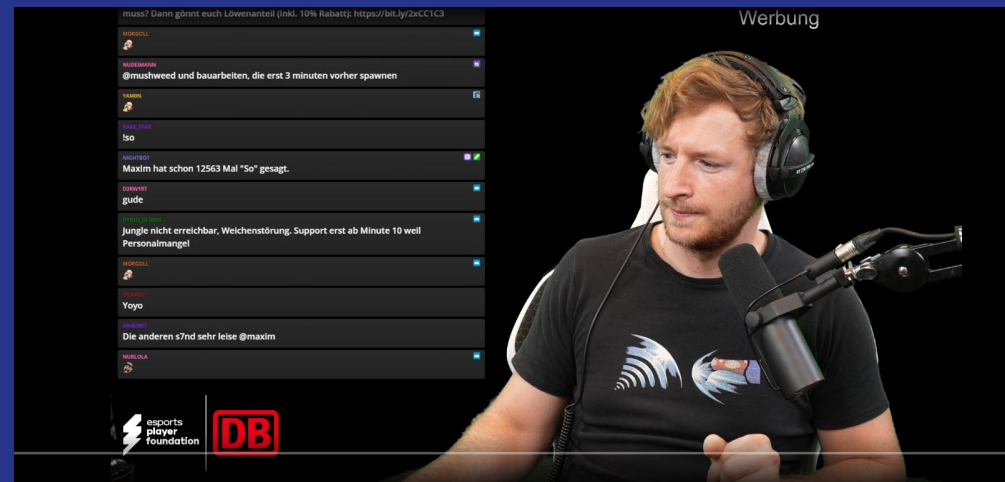 muss? Dann gönnt euch Löwenanteil (inkl. 10% Rabatt): https://bit.ly/2xCC1C3
Werbung
MORGOLL
NUDEIMANN
@mushweed und bauarbeiten, die erst 3 minuten vorher spawnen
!so
NIGHTBOT
Maxim hat schon 12563 Mal "So" gesagt.
D3RW1RT
gude
Jungle nicht erreichbar, Weichenstörung. Support erst ab Minute 10 weil
Personalmangel
MORGOLL
Yoyo
Die anderen s7nd sehr leise @maxim
NURLOLA
esports
player
foundation
DB